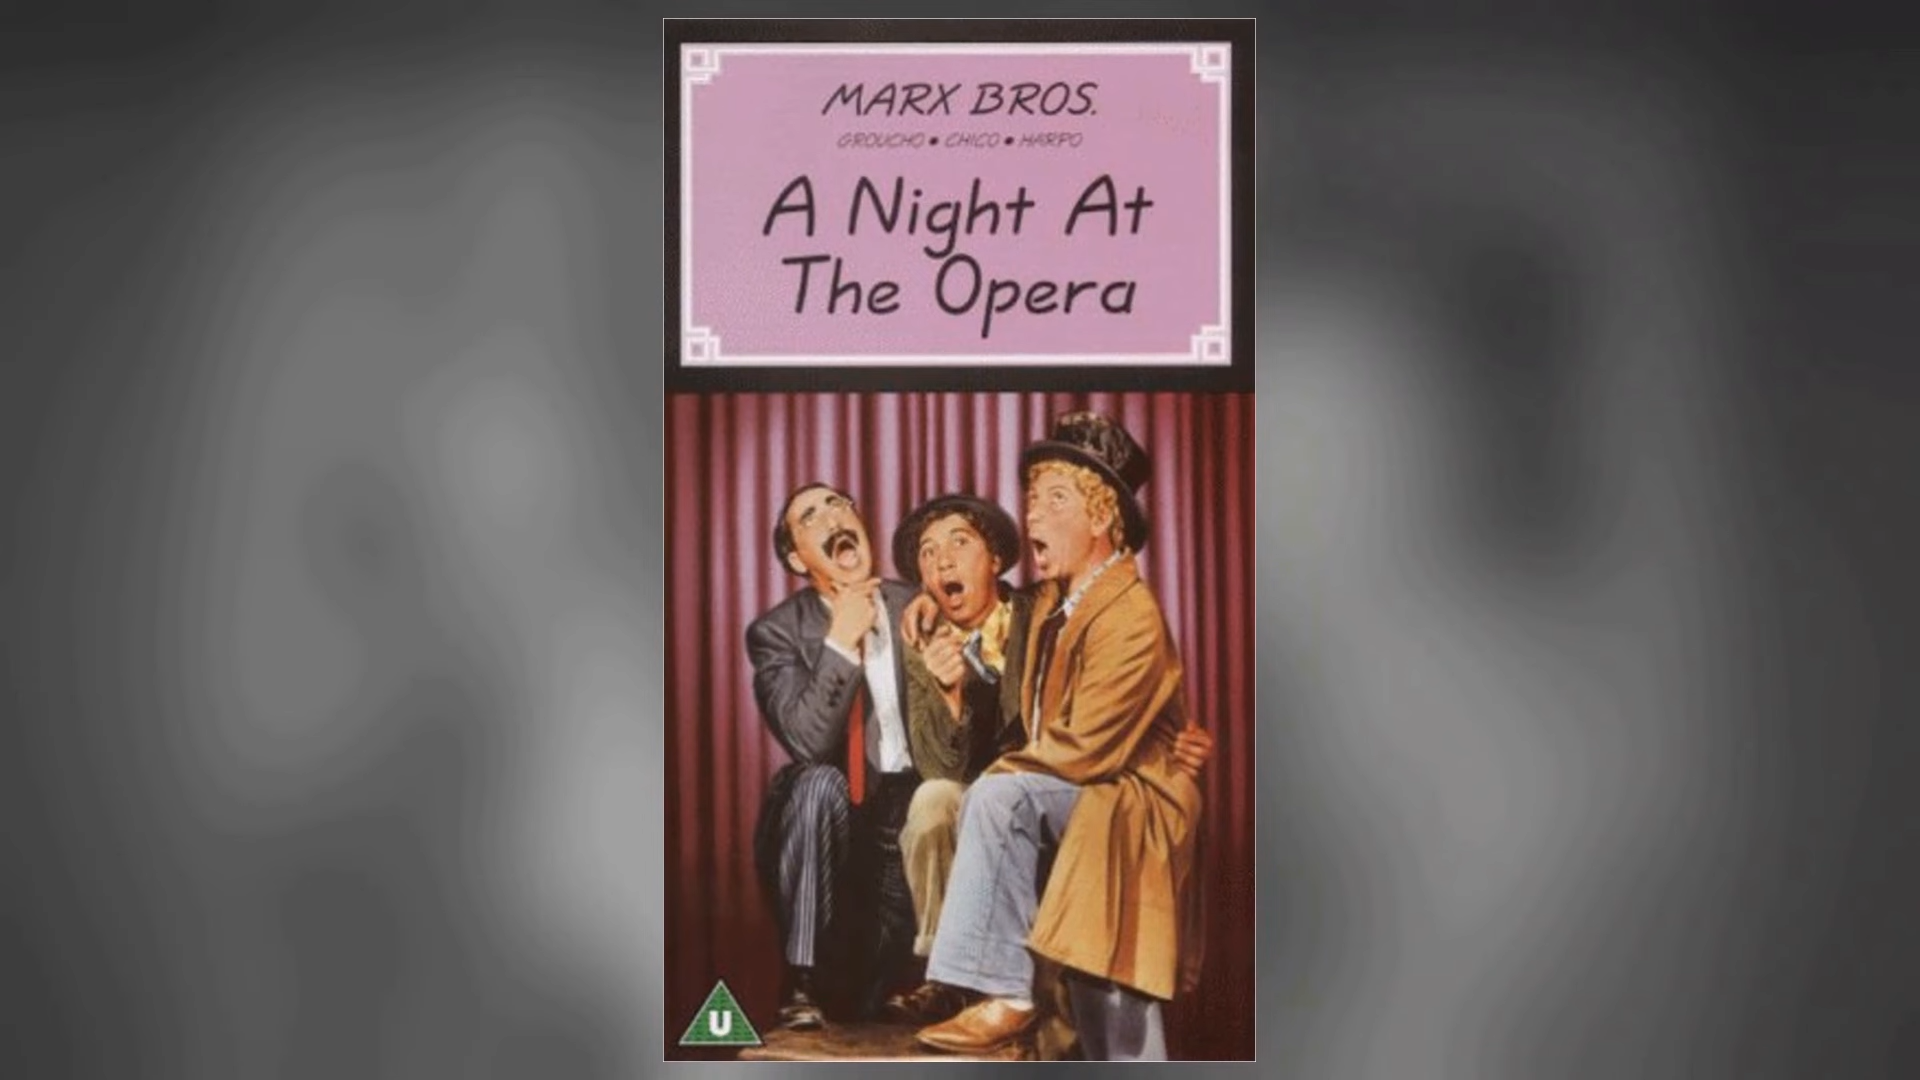 MARX BROS.
GROUCHO • CHICO • HARPO
A Night At
The Opera
U